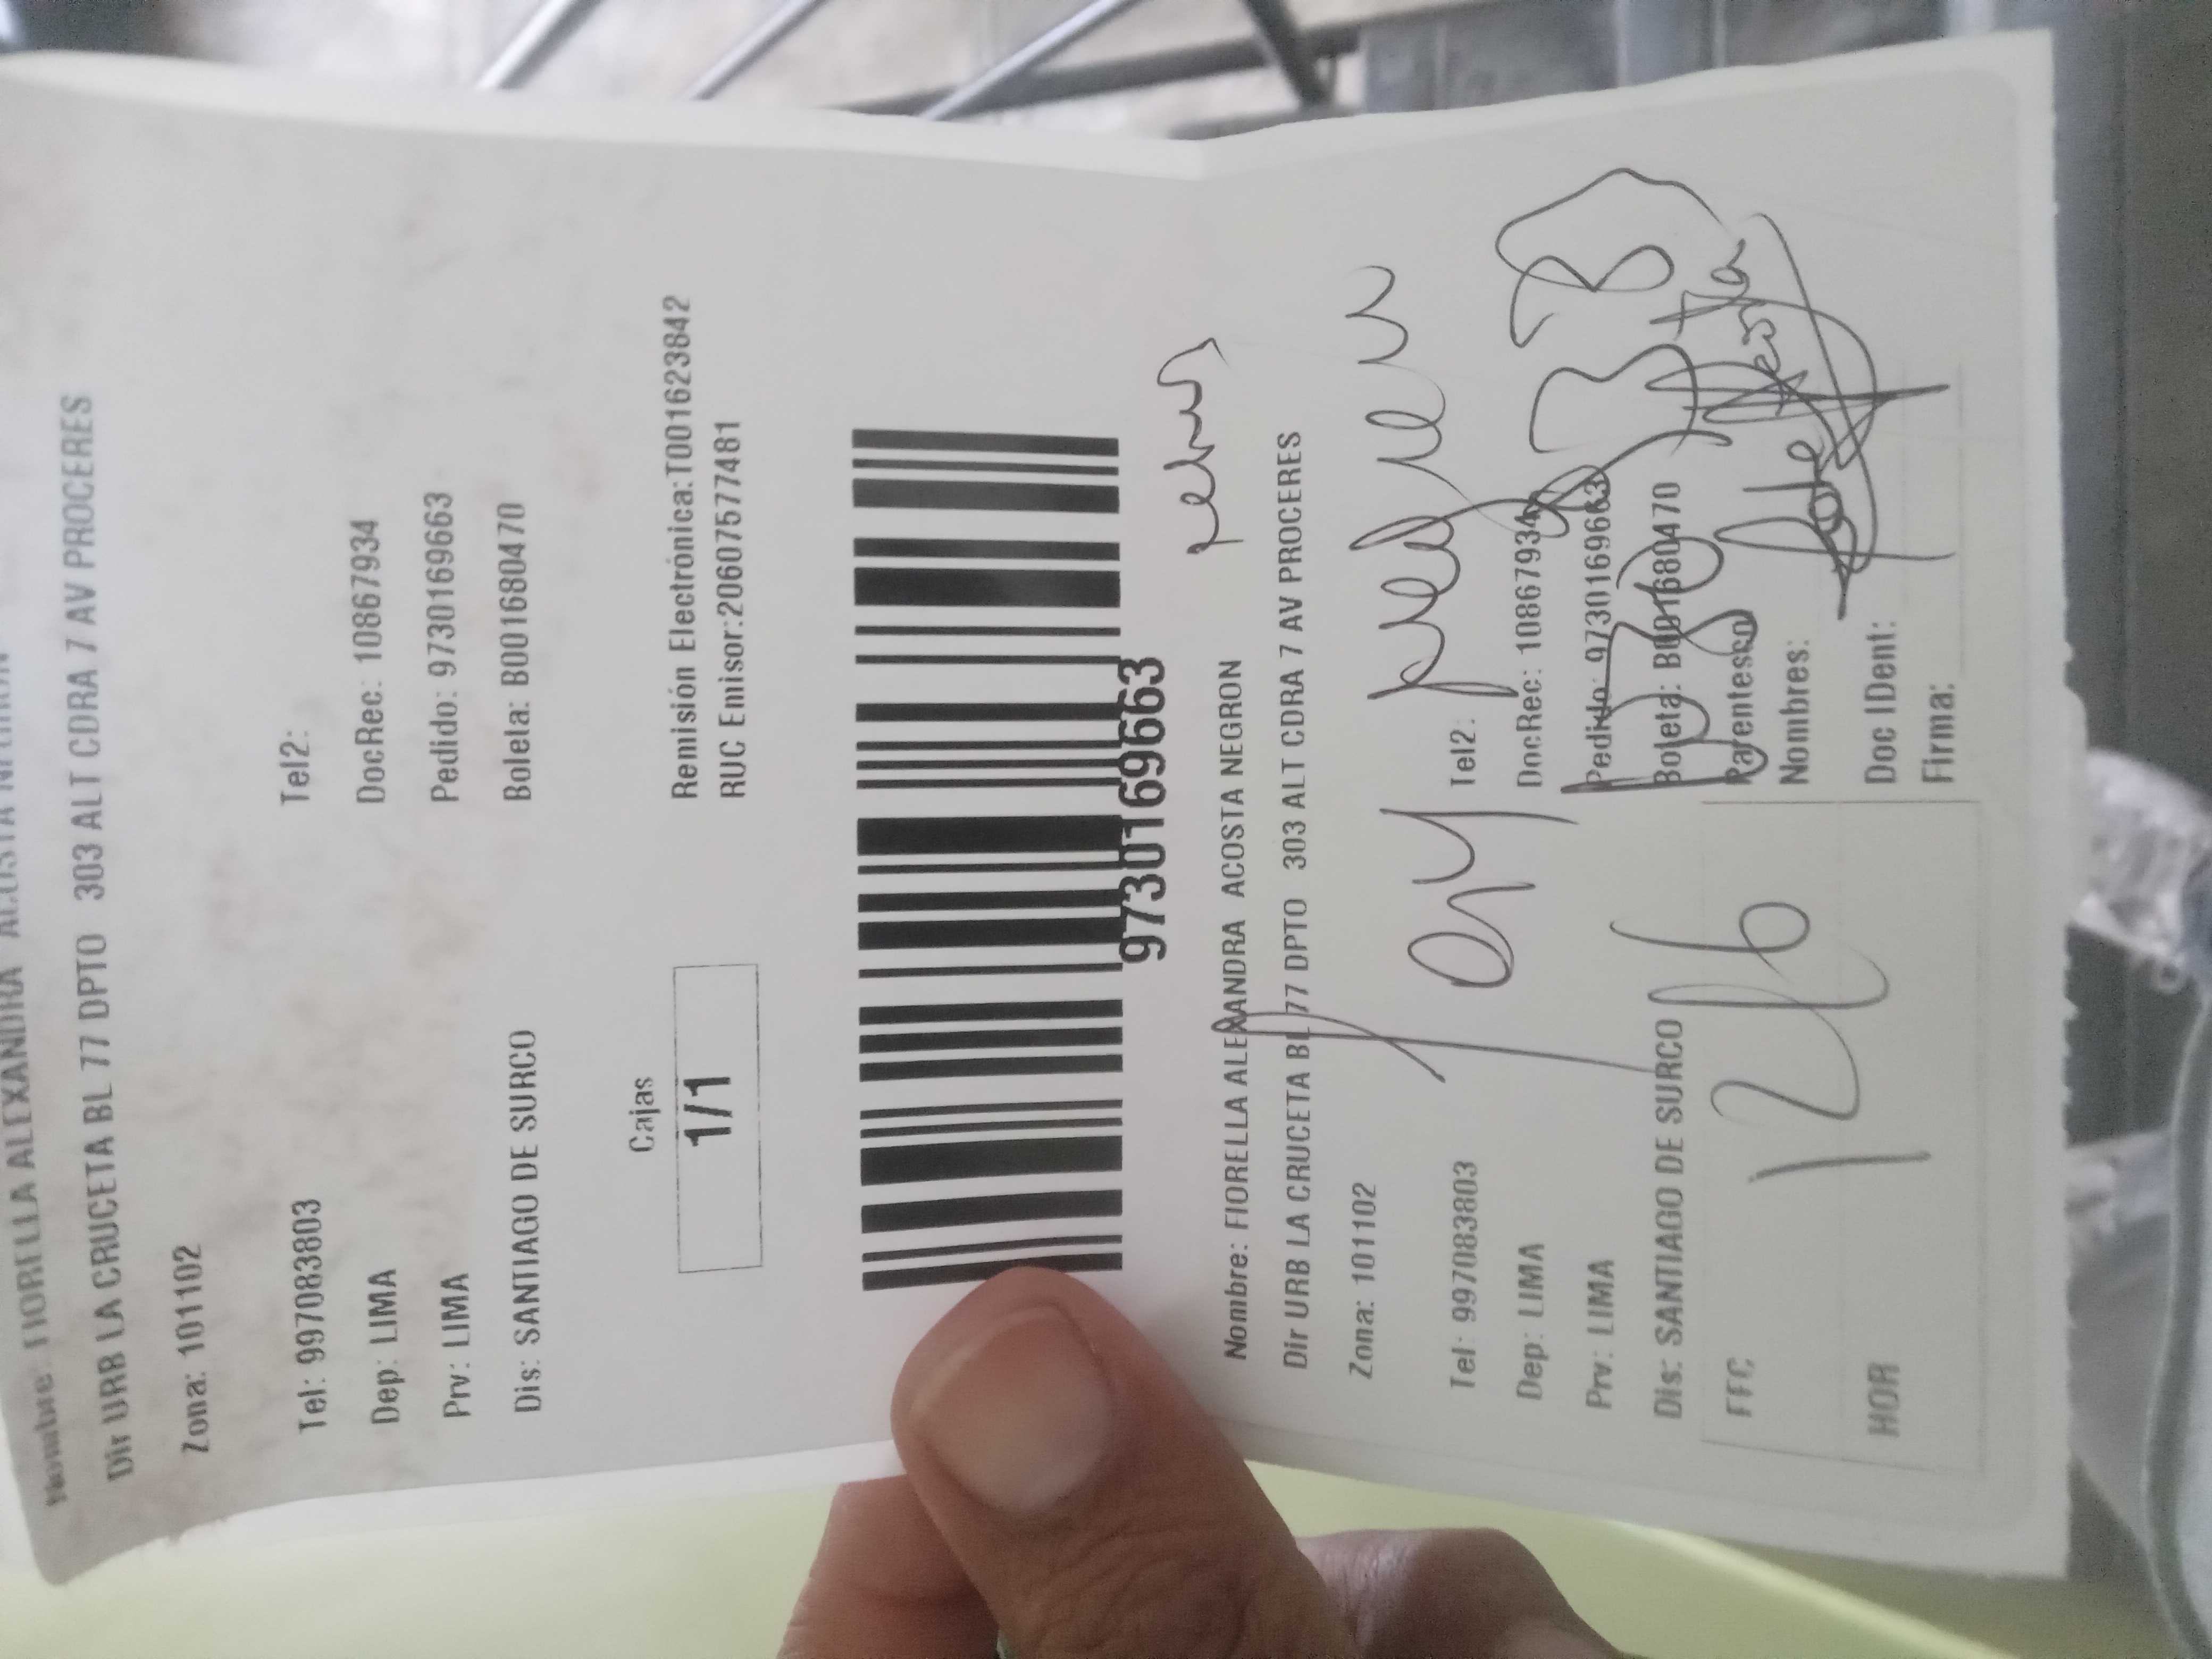 Nombre: FIORELLA ALEXANDRA ACOSTA NEGRON
Dir URB LA CRUCETA BL 77 DPTO 303 ALT CDRA 7 AV PROCERES
Zona: 101102
Tel: 997083803 Tel2:
Dep: LIMA DocRec: 10867934
Prv: LIMA Pedido: 9730169663
Dis: SANTIAGO DE SURCO Boleta: B001680470
Cajas
1/1
Remisión Electrónica:T001623842
RUC Emisor:20607577481
9730169663
Nombre: FIORELLA ALEXANDRA ACOSTA NEGRON
Dir URB LA CRUCETA BL 77 DPTO 303 ALT CDRA 7 AV PROCERES
Zona: 101102
Tel: 997083803 Tel2:
Dep: LIMA DocRec: 10867934
Prv: LIMA Pedido: 9730169663
Dis: SANTIAGO DE SURCO Boleta: B001680470
FEC Parentesco
Nombres:
HOR Doc IDent:
Firma: